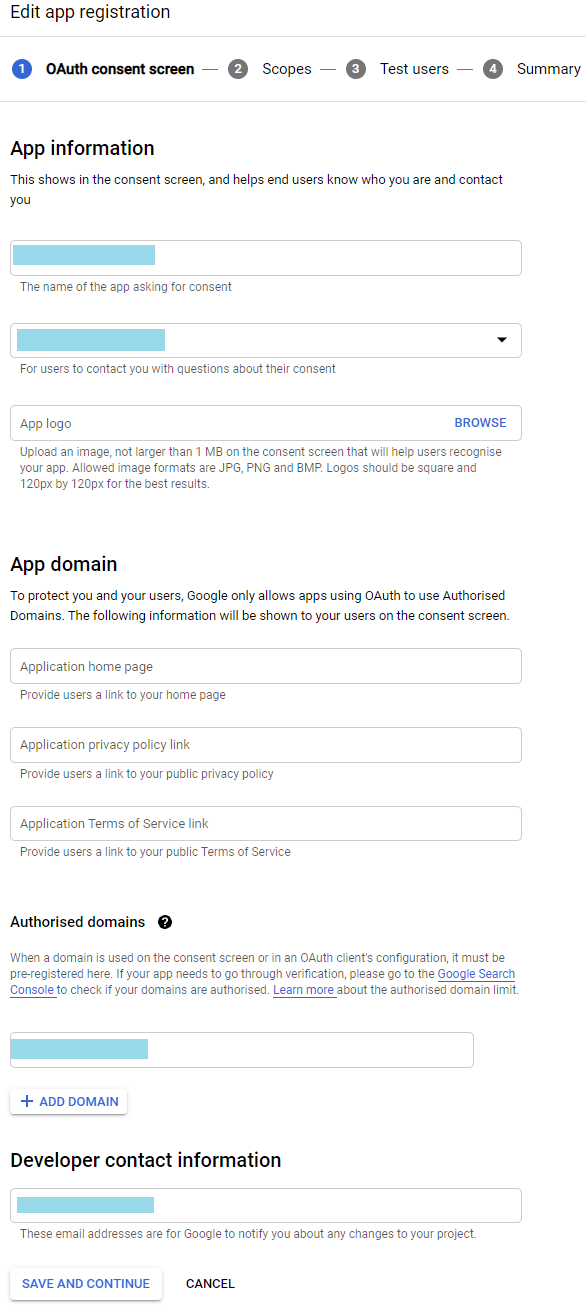 Edit app registration
1 OAuth consent screen — 2 Scopes — 3 Test users — 4 Summary
App information
This shows in the consent screen, and helps end users know who you are and contact
you
The name of the app asking for consent
For users to contact you with questions about their consent
App logo BROWSE
Upload an image, not larger than 1 MB on the consent screen that will help users recognise
your app. Allowed image formats are JPG, PNG and BMP. Logos should be square and
120px by 120px for the best results.
App domain
To protect you and your users, Google only allows apps using OAuth to use Authorised
Domains. The following information will be shown to your users on the consent screen.
Application home page
Provide users a link to your home page
Application privacy policy link
Provide users a link to your public privacy policy
Application Terms of Service link
Provide users a link to your public Terms of Service
Authorised domains ?
When a domain is used on the consent screen or in an OAuth client's configuration, it must be
pre-registered here. If your app needs to go through verification, please go to the Google Search
Console to check if your domains are authorised. Learn more about the authorised domain limit.
+ ADD DOMAIN
Developer contact information
These email addresses are for Google to notify you about any changes to your project.
SAVE AND CONTINUE CANCEL